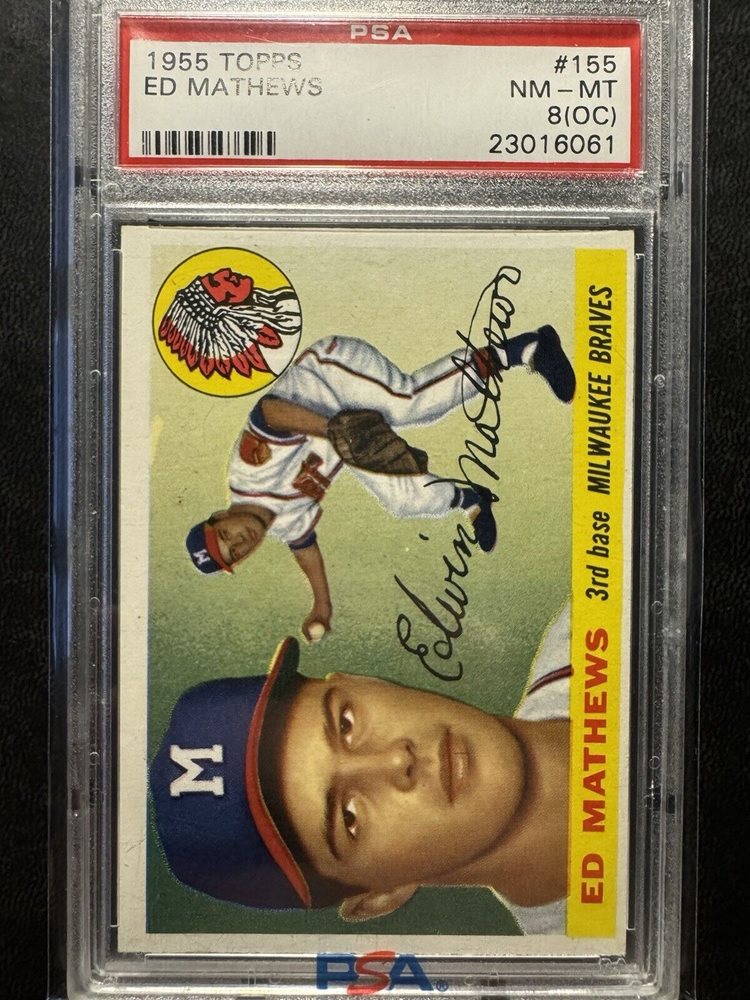 PSA
1955 TOPPS #155
ED MATHEWS NM-MT
8(OC)
23016061
M
M
Edwin Mathews
ED MATHEWS 3rd base MILWAUKEE BRAVES
PSA®